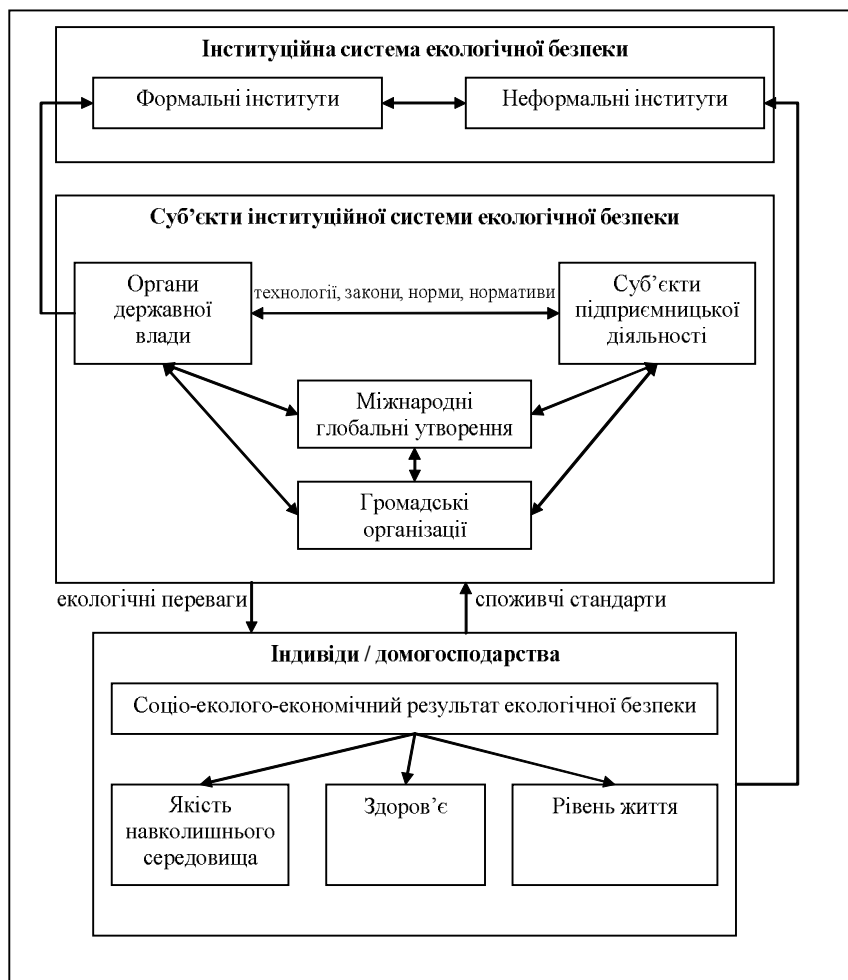 Інституційна система екологічної безпеки
Формальні інститути
Неформальні інститути
Суб’єкти інституційної системи екологічної безпеки
Органи
державної
влади
технології, закони, норми, нормативи
Суб’єкти
підприємницької
діяльності
Міжнародні
глобальні утворення
Громадські
організації
екологічні переваги
споживчі стандарти
Індивіди / домогосподарства
Соціо-еколого-економічний результат екологічної безпеки
Якість
навколишнього
середовища
Здоров’є
Рівень життя